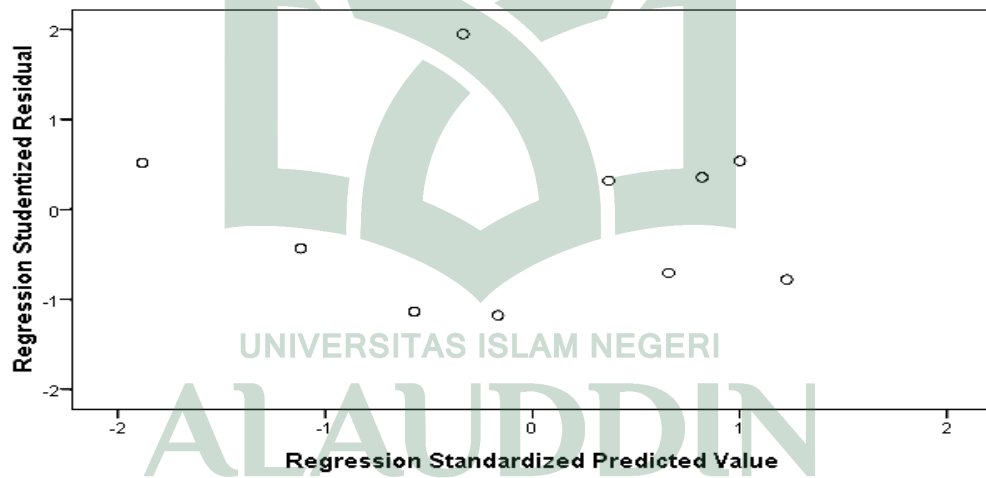 2
1
0
-1
-2
Regression Studentized Residual
UNIVERSITAS ISLAM NEGERI
-2 -1 0 1 2
ALAUDDIN
Regression Standardized Predicted Value